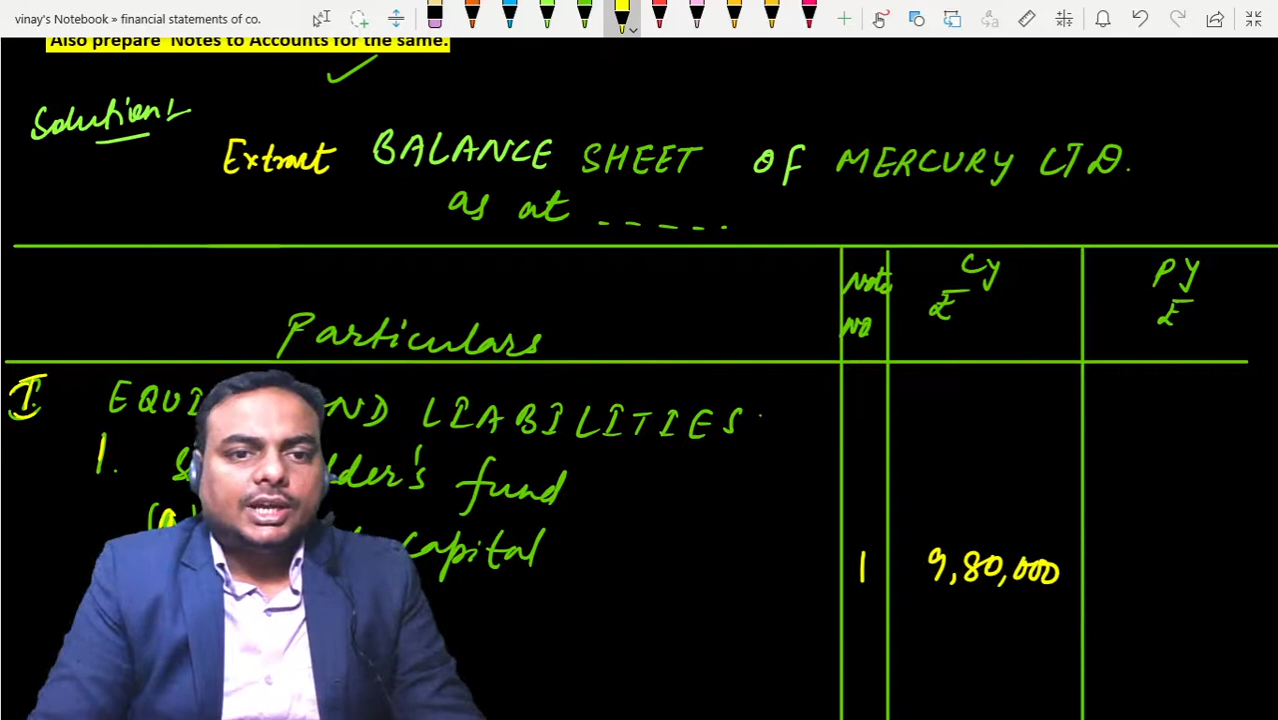 vinay's Notebook » financial statements of co.
Also prepare Notes to Accounts for the same.
Solution:
Extract BALANCE SHEET OF MERCURY LTD.
as at -----
Particulars
Note No
CY ₹
PY ₹
I EQUI ND LIABILITIES
1. S lder's fund
(a) capital
1 9,80,000